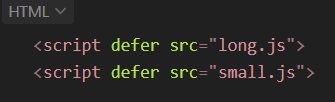 HTML
<script defer src="long.js">
<script defer src="small.js">